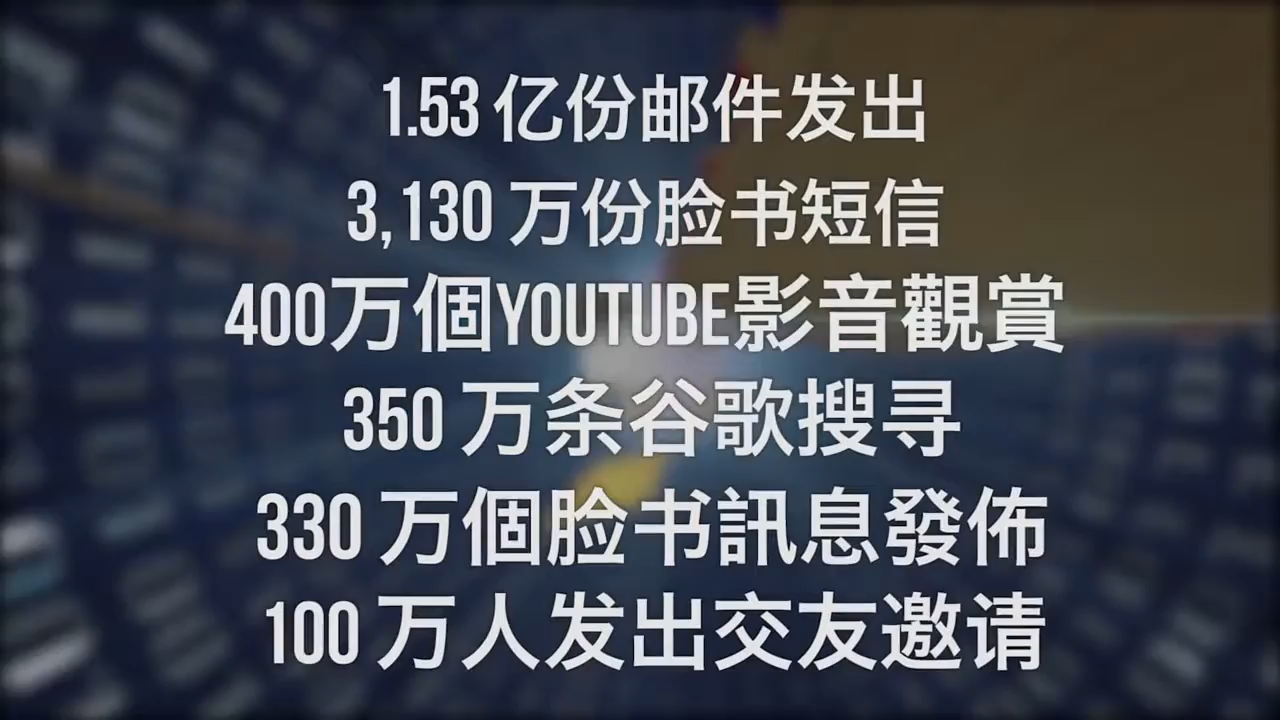 1.53 亿份邮件发出
3,130 万份脸书短信
400万個YOUTUBE影音觀賞
350 万条谷歌搜寻
330 万個脸书訊息發佈
100 万人发出交友邀请